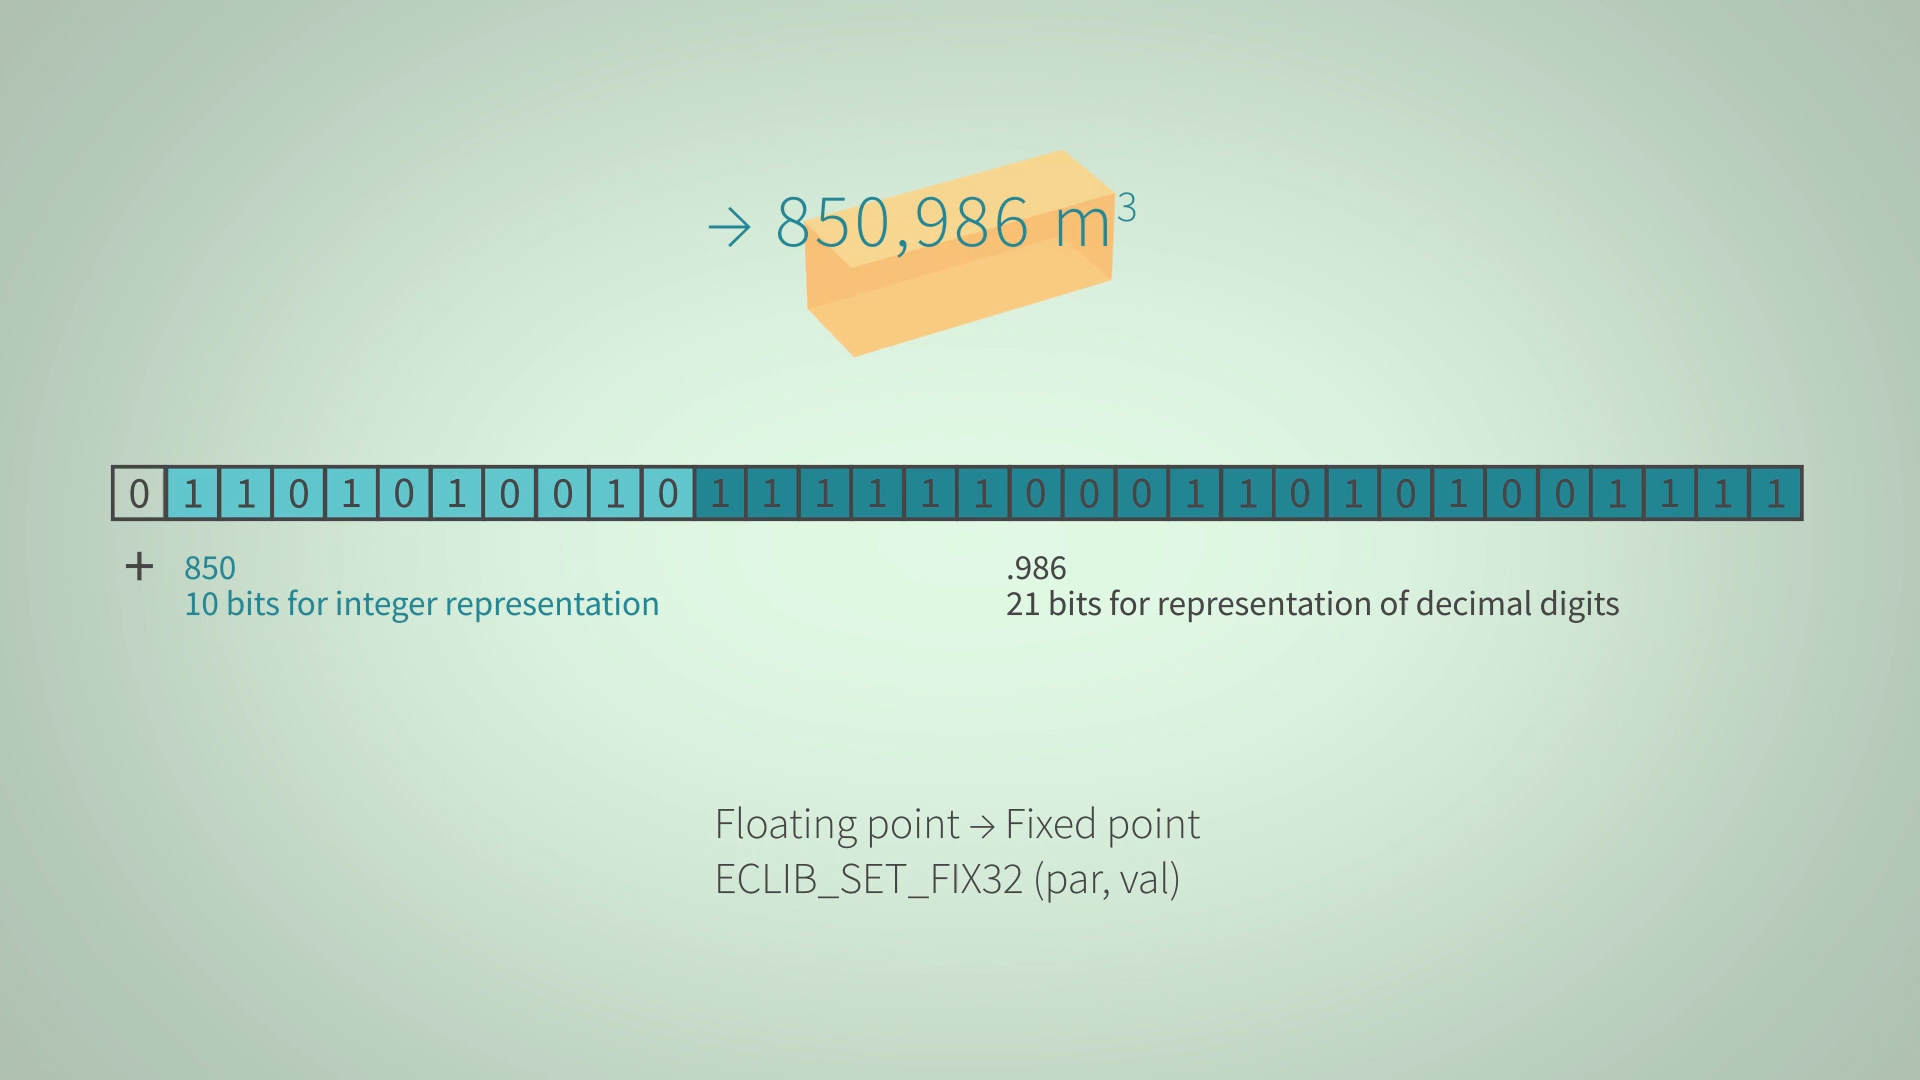 → 850,986 m³
0 1 1 0 1 0 1 0 0 1 0 1 1 1 1 1 1 0 0 0 1 1 0 1 0 1 0 0 1 1 1 1
+ 850 .986
10 bits for integer representation 21 bits for representation of decimal digits
Floating point → Fixed point
ECLIB_SET_FIX32 (par, val)